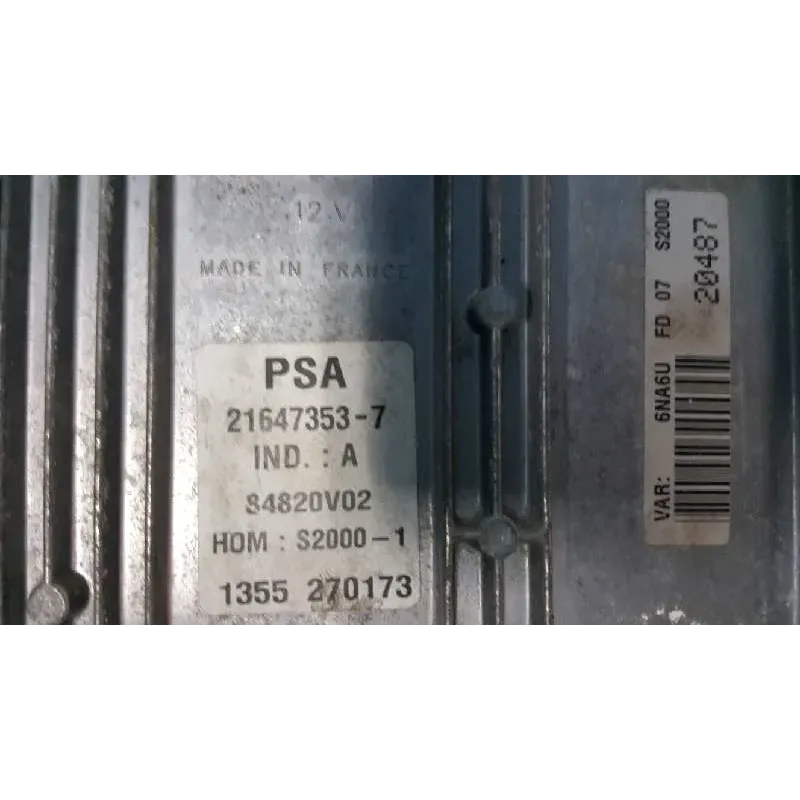 12.V
MADE IN FRANCE
PSA
21647353-7
IND. : A
S4820V02
HOM : S2000-1
1355 270173
VAR: 6NA6U FD 07 S2000
20487